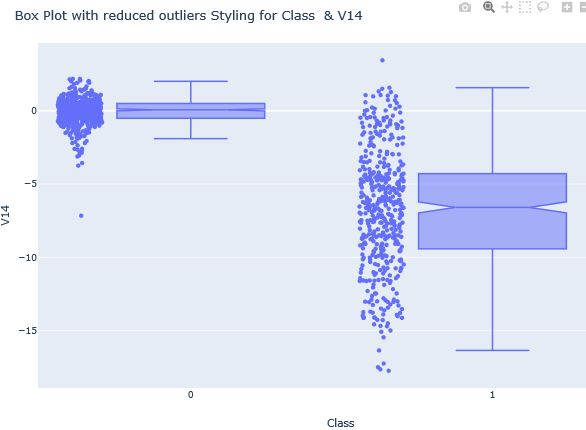 Box Plot with reduced outliers Styling for Class & V14
0
−5
−10
−15
V14
0
1
Class